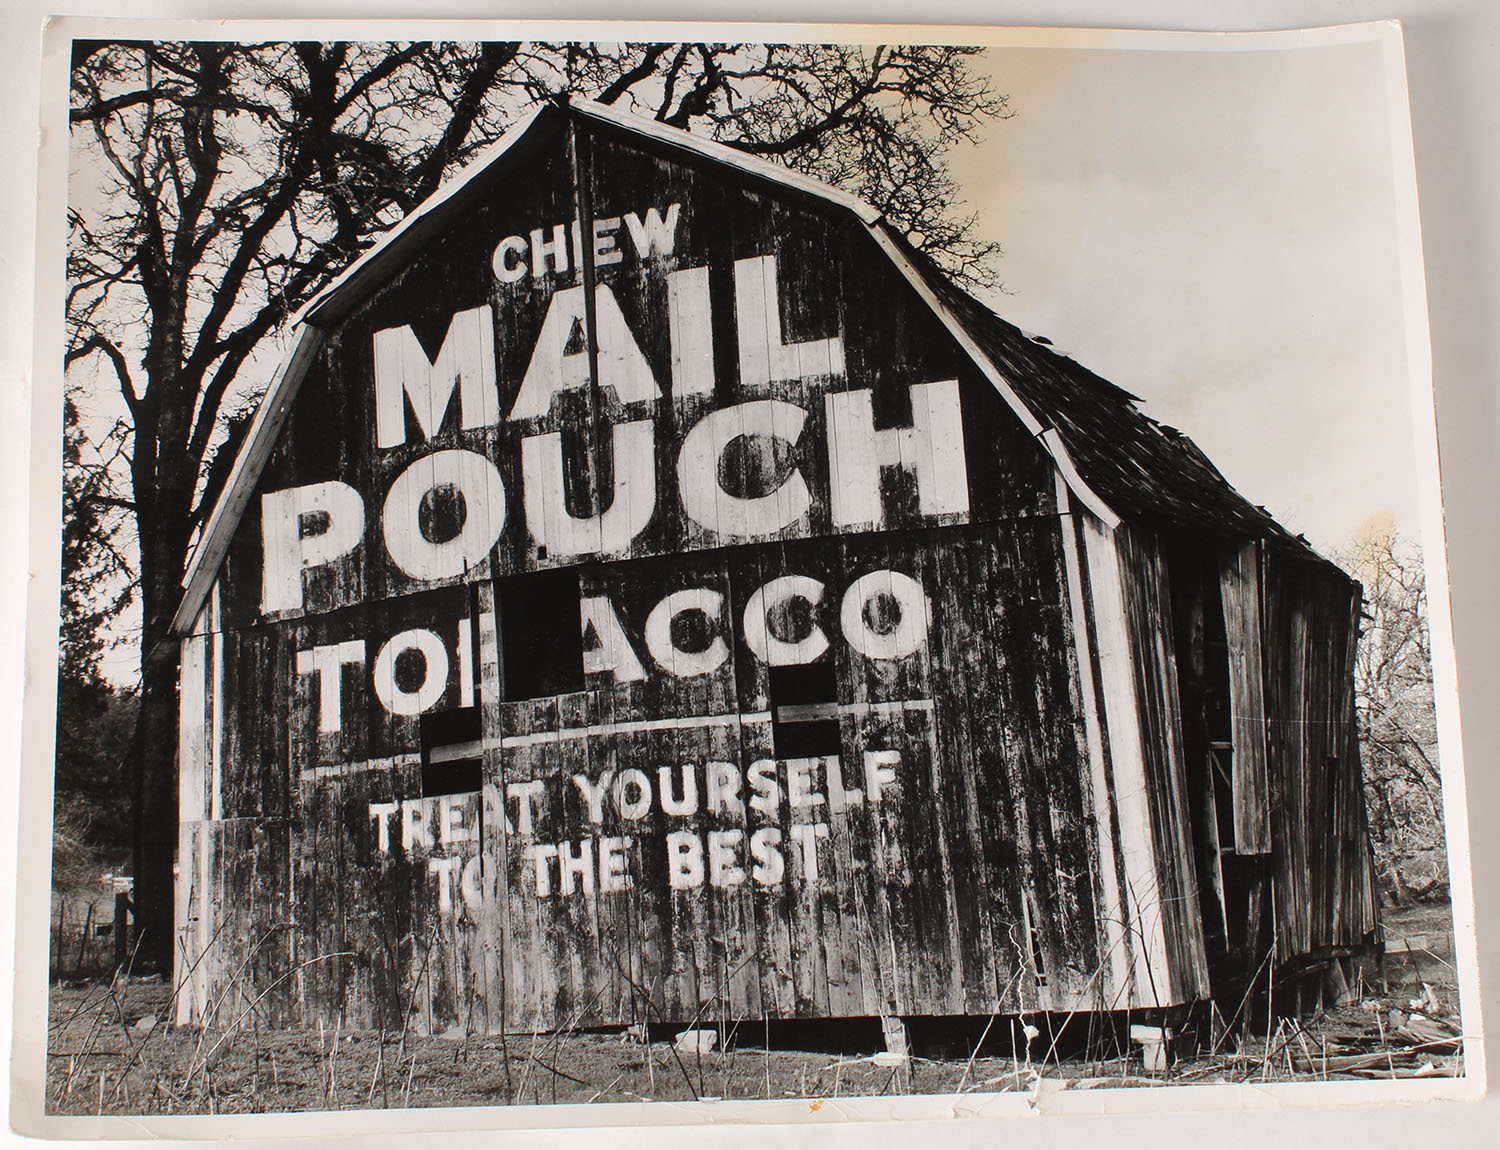 CHEW
MAIL
POUCH
TOBACCO
TREAT YOURSELF
TO THE BEST